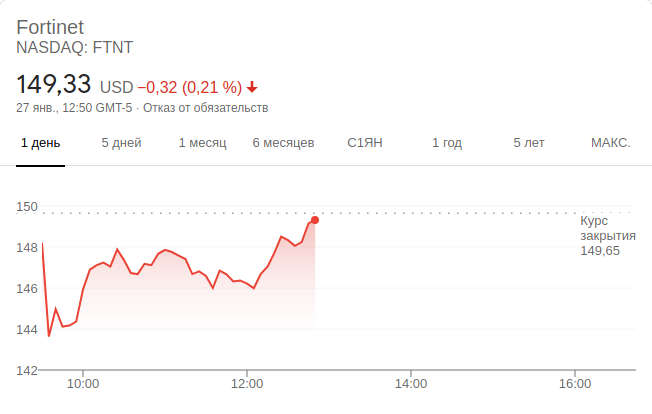 Fortinet
NASDAQ: FTNT
149,33 USD −0,32 (0,21 %)
27 янв., 12:50 GMT-5 · Отказ от обязательств
1 день 5 дней 1 месяц 6 месяцев С1ЯН 1 год 5 лет МАКС.
150
Курс
закрытия
149,65
148
146
144
142
10:00 12:00 14:00 16:00